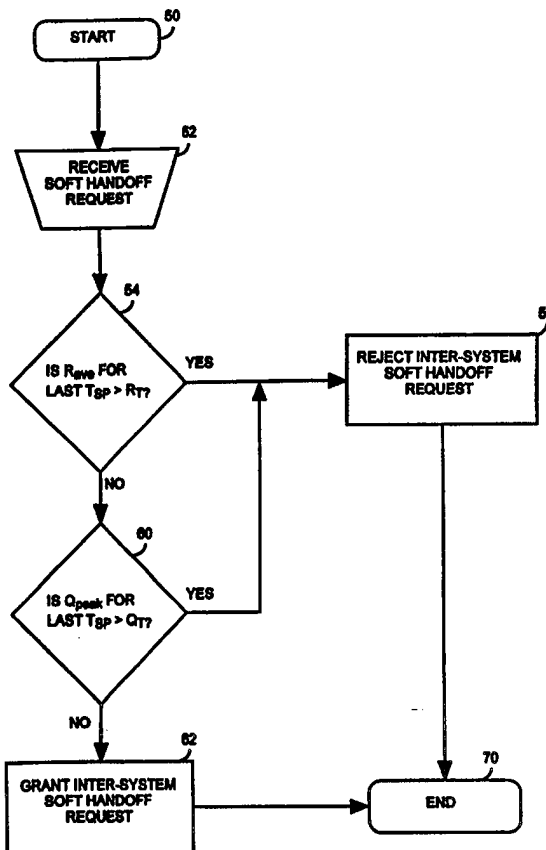 50
START
52
RECEIVE
SOFT HANDOFF
REQUEST
54
IS Rave FOR
LAST TSP > RT?
YES
REJECT INTER-SYSTEM
SOFT HANDOFF
REQUEST
NO
60
IS Qpeak FOR
LAST TSP > QT?
YES
NO
62
GRANT INTER-SYSTEM
SOFT HANDOFF
REQUEST
70
END